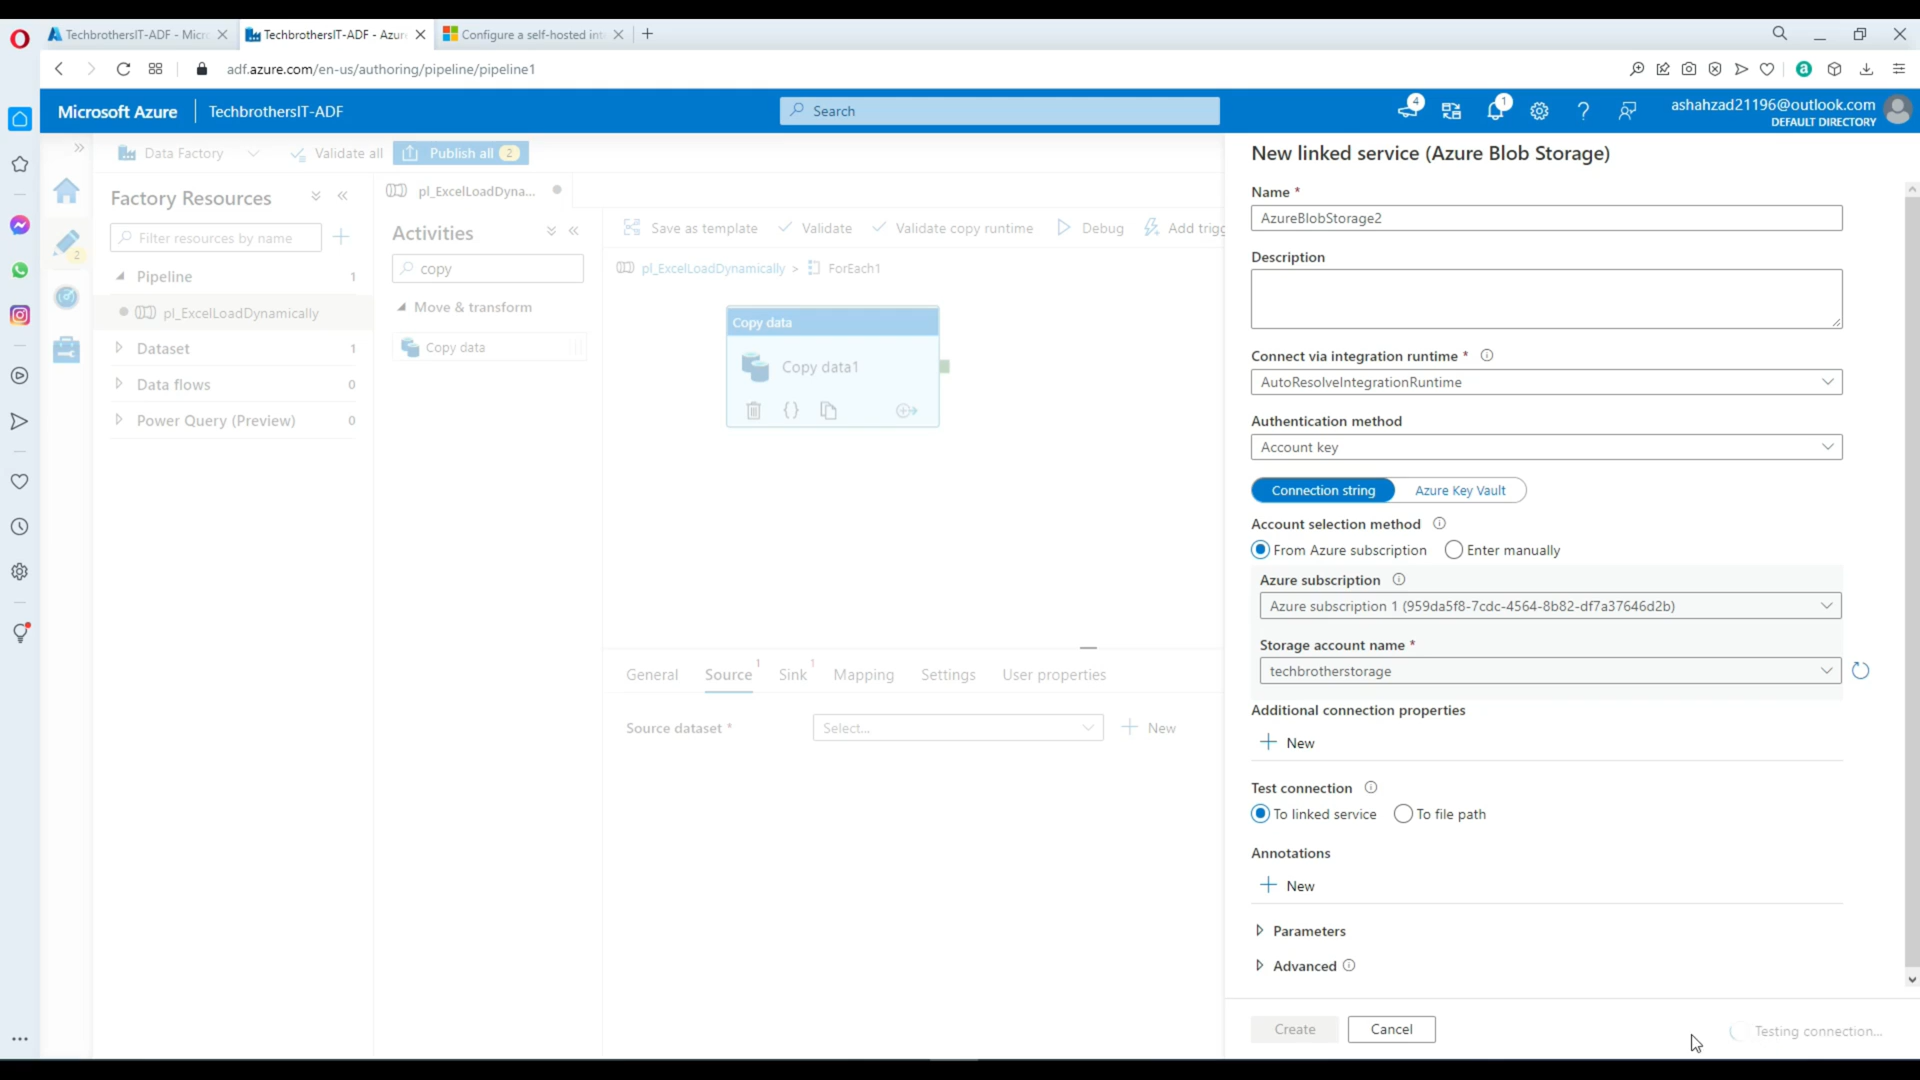 TechbrothersIT-ADF - Micr
TechbrothersIT-ADF - Azur
Configure a self-hosted int
adf.azure.com/en-us/authoring/pipeline/pipeline1
Microsoft Azure
TechbrothersIT-ADF
Search
4
1
ashahzad21196@outlook.com
DEFAULT DIRECTORY
Data Factory
Validate all
Publish all
2
Factory Resources
Filter resources by name
2
Pipeline
1
pl_ExcelLoadDynamically
Dataset
1
Data flows
0
Power Query (Preview)
0
pl_ExcelLoadDyna...
Activities
copy
Move & transform
Copy data
Save as template
Validate
Validate copy runtime
Debug
Add trigg
pl_ExcelLoadDynamically > ForEach1
Copy data
Copy data1
{}
General
Source
1
Sink
1
Mapping
Settings
User properties
Source dataset *
Select...
New
New linked service (Azure Blob Storage)
Name *
AzureBlobStorage2
Description
Connect via integration runtime *
AutoResolveIntegrationRuntime
Authentication method
Account key
Connection string
Azure Key Vault
Account selection method
From Azure subscription
Enter manually
Azure subscription
Azure subscription 1 (959da5f8-7cdc-4564-8b82-df7a37646d2b)
Storage account name *
techbrotherstorage
Additional connection properties
New
Test connection
To linked service
To file path
Annotations
New
Parameters
Advanced
Create
Cancel
Testing connection...